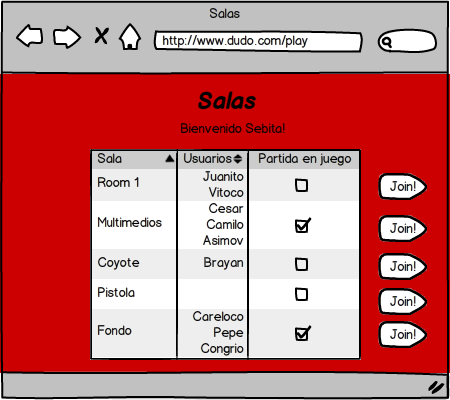 Salas
http://www.dudo.com/play
Salas
Bienvenido Sebita!
Sala Usuarios Partida en juego
Room 1 Juanito
Vitoco
Join!
Multimedios Cesar
Camilo
Asimov
Join!
Coyote Brayan
Join!
Pistola
Join!
Fondo Careloco
Pepe
Congrio
Join!